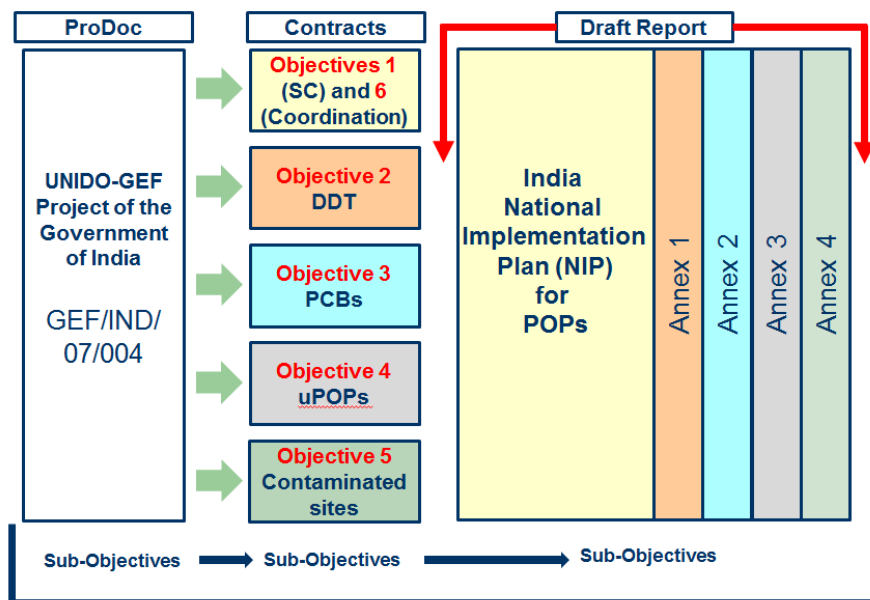 ProDoc
Contracts
Draft Report
UNIDO-GEF
Project of the
Government
of India
GEF/IND/
07/004
Objectives 1
(SC) and 6
(Coordination)
Objective 2
DDT
Objective 3
PCBs
Objective 4
uPOPs
Objective 5
Contaminated
sites
India
National
Implementation
Plan (NIP)
for
POPs
Annex 1
Annex 2
Annex 3
Annex 4
Sub-Objectives
Sub-Objectives
Sub-Objectives